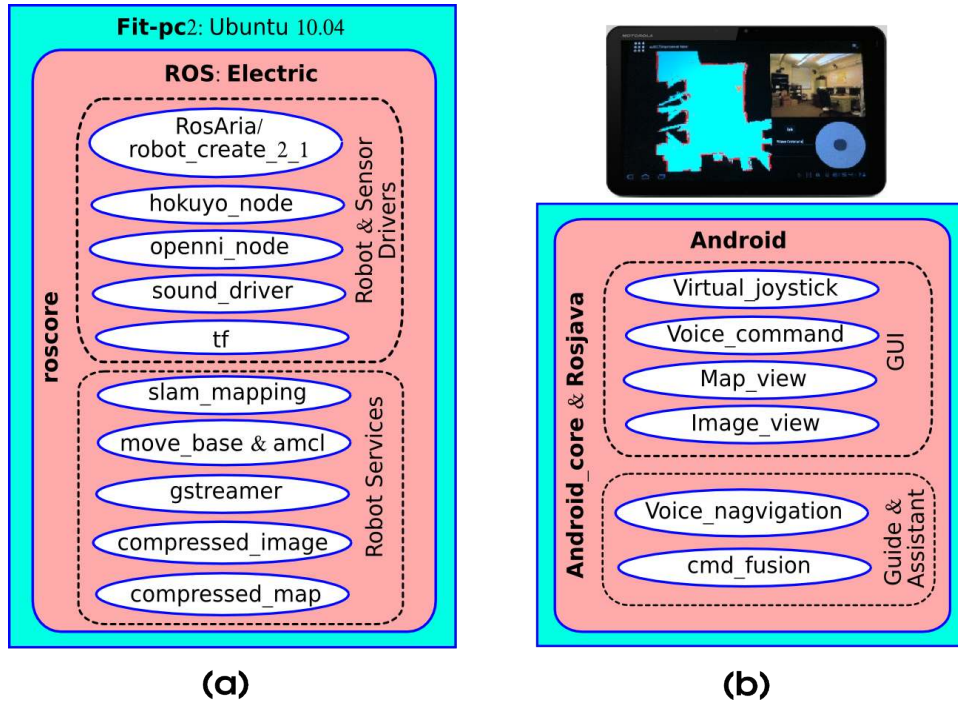 Fit-pc2: Ubuntu 10.04
ROS: Electric
roscore
RosAria/
robot_create_2_1
hokuyo_node
openni_node
sound_driver
tf
Robot & Sensor
Drivers
slam_mapping
move_base & amcl
gstreamer
compressed_image
compressed_map
Robot Services
(a)
MOTOROLA
Android
Android_core & Rosjava
Virtual_joystick
Voice_command
Map_view
Image_view
GUI
Voice_nagvigation
cmd_fusion
Guide &
Assistant
(b)